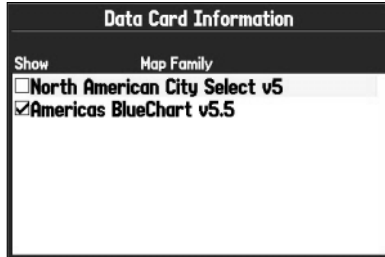 Data Card Information
Show Map Family
North American City Select v5
Americas BlueChart v5.5